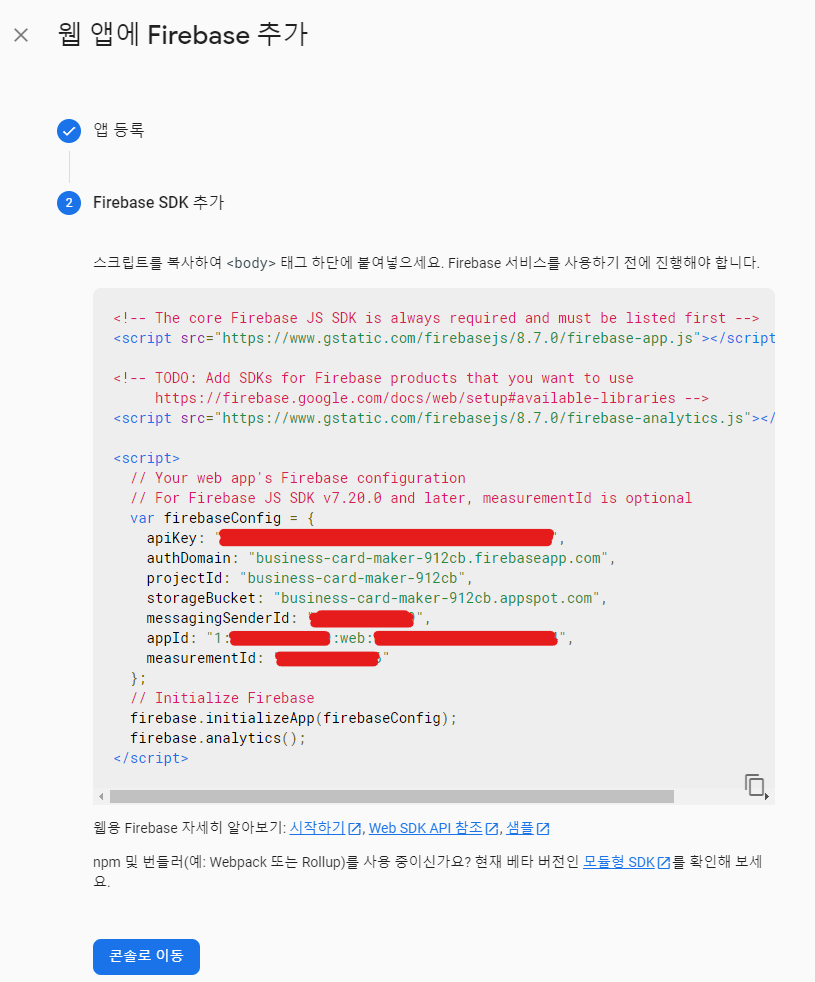 웹 앱에 Firebase 추가
앱 등록
2
Firebase SDK 추가
스크립트를 복사하여 <body> 태그 하단에 붙여넣으세요. Firebase 서비스를 사용하기 전에 진행해야 합니다.
<!-- The core Firebase JS SDK is always required and must be listed first -->
<script src="https://www.gstatic.com/firebasejs/8.7.0/firebase-app.js"></script
<!-- TODO: Add SDKs for Firebase products that you want to use
https://firebase.google.com/docs/web/setup#available-libraries -->
<script src="https://www.gstatic.com/firebasejs/8.7.0/firebase-analytics.js"></
<script>
// Your web app's Firebase configuration
// For Firebase JS SDK v7.20.0 and later, measurementId is optional
var firebaseConfig = {
apiKey: "",
authDomain: "business-card-maker-912cb.firebaseapp.com",
projectId: "business-card-maker-912cb",
storageBucket: "business-card-maker-912cb.appspot.com",
messagingSenderId: "",
appId: "1::web:",
measurementId: "
};
// Initialize Firebase
firebase.initializeApp(firebaseConfig);
firebase.analytics();
</script>
웹용 Firebase 자세히 알아보기: 시작하기, Web SDK API 참조, 샘플
npm 및 번들러(예: Webpack 또는 Rollup)를 사용 중이신가요? 현재 베타 버전인 모듈형 SDK를 확인해 보세
요.
콘솔로 이동